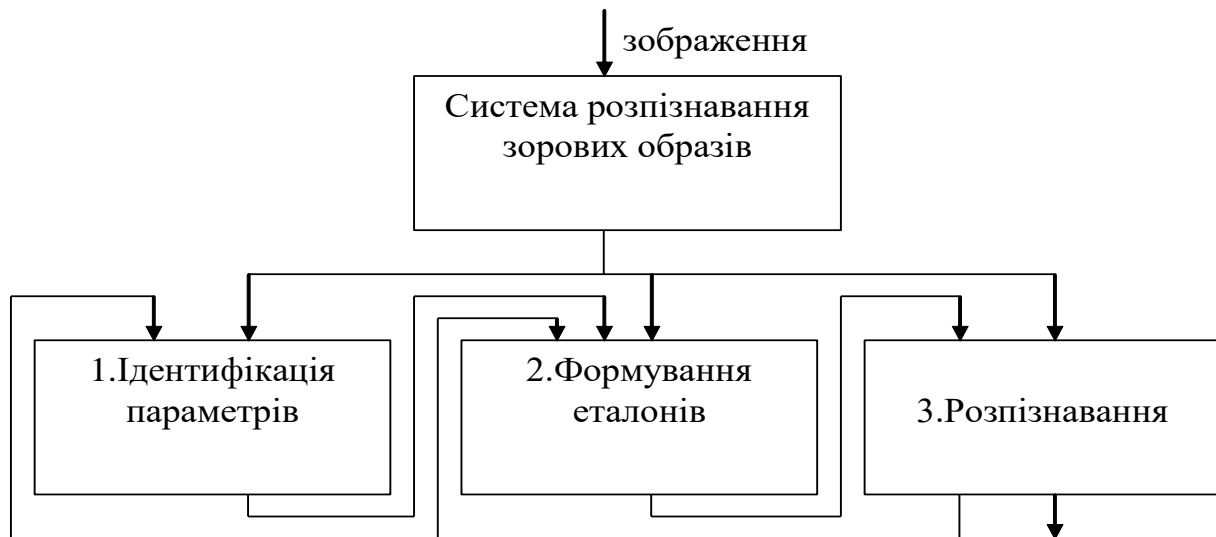 зображення
Система розпізнавання
зорових образів
1.Ідентифікація
параметрів
2.Формування
еталонів
3.Розпізнавання